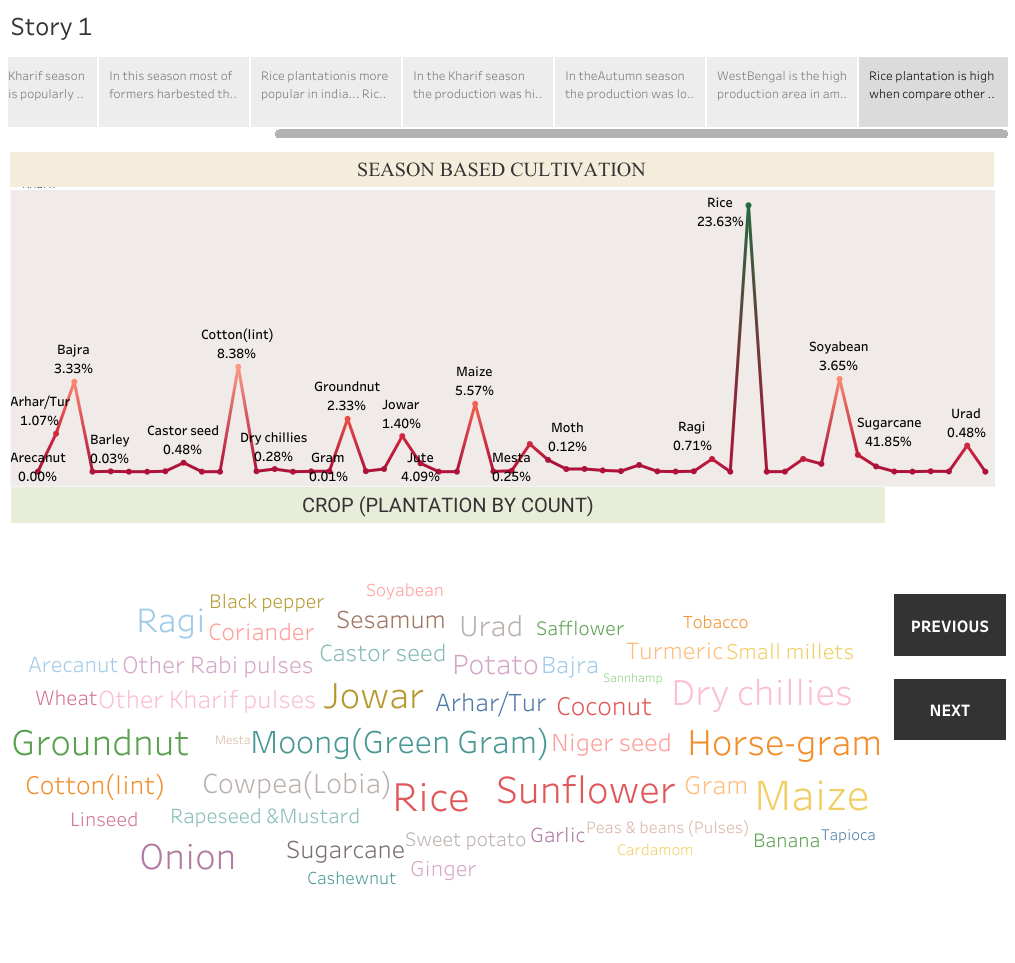 Story 1
Kharif season
is popularly ..
In this season most of
formers harbested th..
Rice plantationis more
popular in india... Ric..
In the Kharif season
the production was hi..
In theAutumn season
the production was lo..
WestBengal is the high
production area in am..
Rice plantation is high
when compare other ..
SEASON BASED CULTIVATION
Rice
23.63%
Cotton(lint)
8.38%
Bajra
3.33%
Soyabean
3.65%
Maize
5.57%
Groundnut
2.33%
Arhar/Tur
1.07%
Jowar
1.40%
Urad
0.48%
Castor seed
0.48%
Moth
0.12%
Ragi
0.71%
Sugarcane
41.85%
Barley
0.03%
Dry chillies
0.28%
Arecanut
0.00%
Gram
0.01%
Jute
4.09%
Mesta
0.25%
CROP (PLANTATION BY COUNT)
Soyabean
Black pepper
Ragi
Coriander
Sesamum
Urad
Safflower
Tobacco
Arecanut
Other Rabi pulses
Castor seed
Potato
Bajra
Turmeric
Small millets
Sannhamp
Wheat
Other Kharif pulses
Jowar
Arhar/Tur
Coconut
Dry chillies
Groundnut
Mesta
Moong(Green Gram)
Niger seed
Horse-gram
Cotton(lint)
Cowpea(Lobia)
Rice
Sunflower
Gram
Maize
Linseed
Rapeseed &Mustard
Sweet potato
Garlic
Peas & beans (Pulses)
Banana
Tapioca
Onion
Sugarcane
Cardamom
Cashewnut
Ginger
PREVIOUS
NEXT